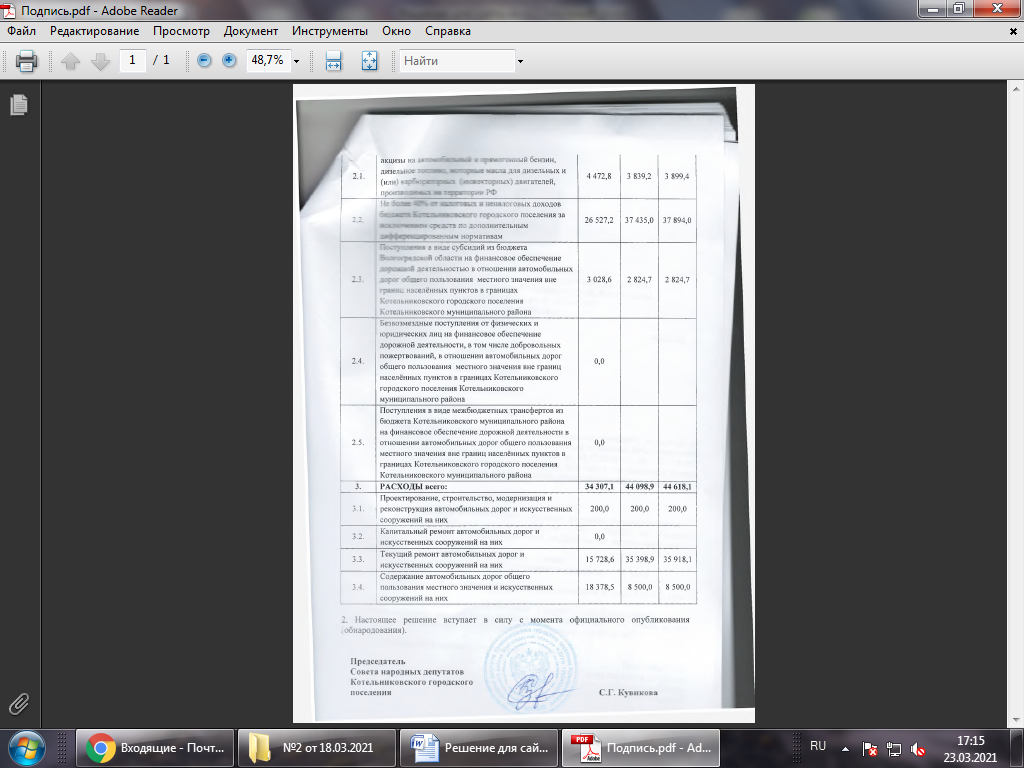 Подпись.pdf - Adobe Reader
Файл Редактирование Просмотр Документ Инструменты Окно Справка
1 / 1 48,7% Найти
акцизы на автомобильный и прямогонный бензин,
дизельное топливо, моторные масла для дизельных и
(или) карбюраторных (инжекторных) двигателей,
производимых на территории РФ
2.1. 4 472,8 3 839,2 3 899,4
Не более 40% от налоговых и неналоговых доходов
бюджета Котельниковского городского поселения за
исключением средств по дополнительным
дифференцированным нормативам
2.2. 26 527,2 37 435,0 37 894,0
Поступления в виде субсидий из бюджета
Волгоградской области на финансовое обеспечение
дорожной деятельностью в отношении автомобильных
дорог общего пользования местного значения вне
границ населённых пунктов в границах
Котельниковского городского поселения
Котельниковского муниципального района
2.3. 3 028,6 2 824,7 2 824,7
Безвозмездные поступления от физических и
юридических лиц на финансовое обеспечение
дорожной деятельности, в том числе добровольных
пожертвований, в отношении автомобильных дорог
общего пользования местного значения вне границ
населённых пунктов в границах Котельниковского
городского поселения Котельниковского
муниципального района
2.4. 0,0
Поступления в виде межбюджетных трансфертов из
бюджета Котельниковского муниципального района
на финансовое обеспечение дорожной деятельности в
отношении автомобильных дорог общего пользования
местного значения вне границ населённых пунктов в
границах Котельниковского городского поселения
Котельниковского муниципального района
2.5. 0,0
3. РАСХОДЫ всего: 34 307,1 44 098,9 44 618,1
Проектирование, строительство, модернизация и
реконструкция автомобильных дорог и искусственных
сооружений на них
3.1. 200,0 200,0 200,0
Капитальный ремонт автомобильных дорог и
искусственных сооружений на них
3.2. 0,0
Текущий ремонт автомобильных дорог и
искусственных сооружений на них
3.3. 15 728,6 35 398,9 35 918,1
Содержание автомобильных дорог общего
пользования местного значения и искусственных
сооружений на них
3.4. 18 378,5 8 500,0 8 500,0
2. Настоящее решение вступает в силу с момента официального опубликования
(обнародования).
Председатель
Совета народных депутатов
Котельниковского городского
поселения С.Г. Кувикова
Входящие - Почт... №2 от 18.03.2021 Решение для сай... Подпись.pdf - Ad... RU 17:15
23.03.2021